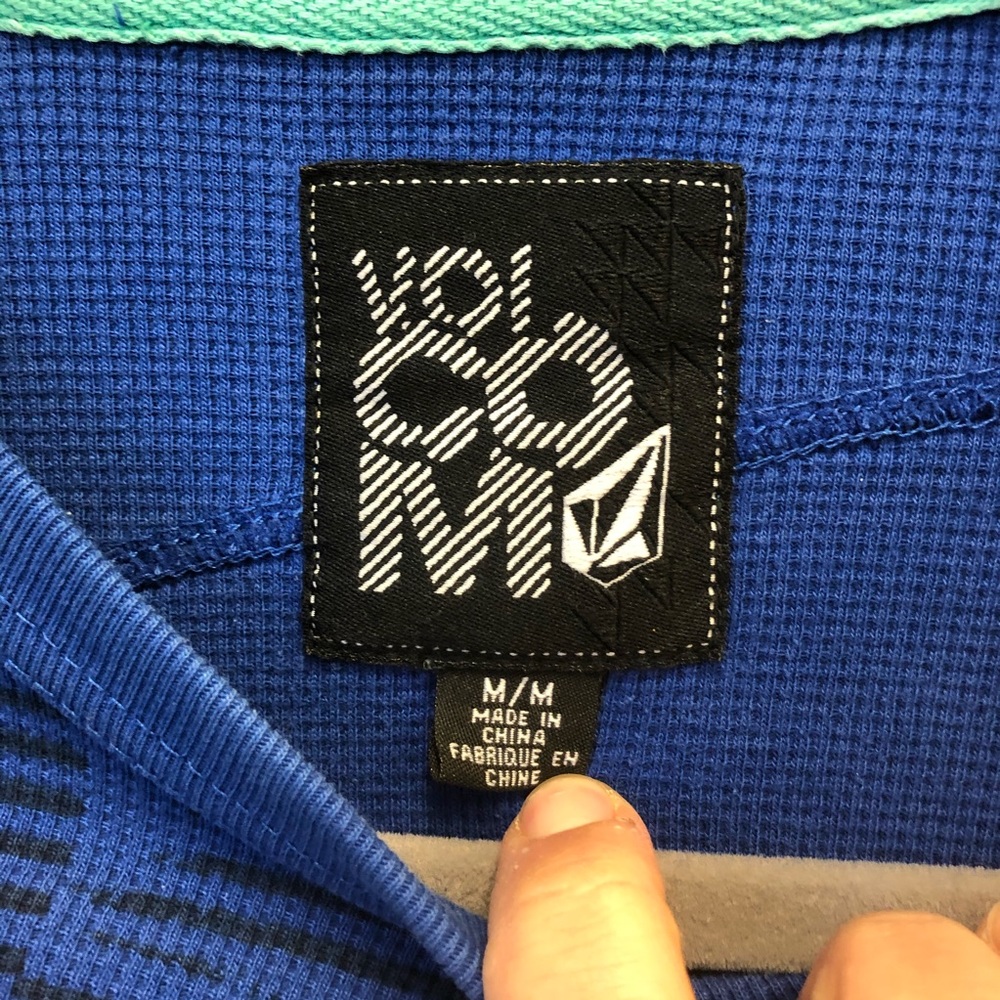 VOL
CO
M
M/M
MADE IN
CHINA
FABRIQUE EN
CHINE